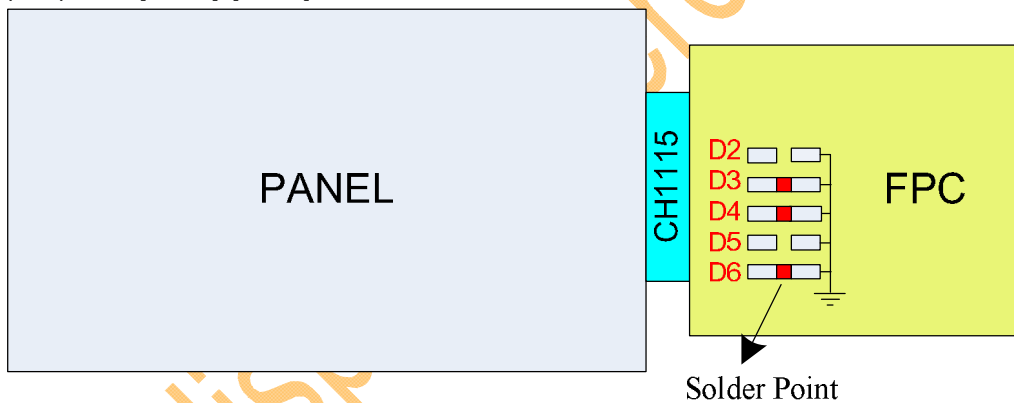 PANEL
CH1115
D2
D3
D4
D5
D6
FPC
Solder Point